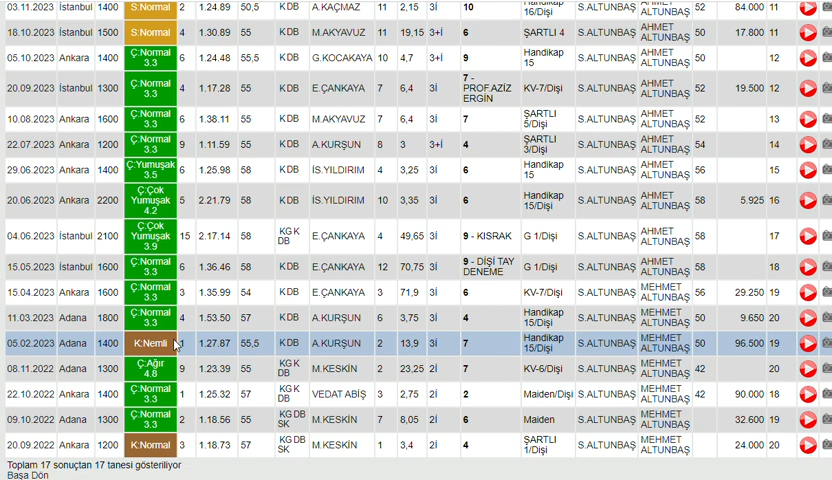 03.11.2023 İstanbul 1400 S:Normal 2 1.24.89 50,5 K DB A.KAÇMAZ 11 2,15 3İ 10 Handikap 16/Dişi S.ALTUNBAŞ AHMET ALTUNBAŞ 52 84.000 11
18.10.2023 İstanbul 1500 S:Normal 4 1.30.89 55 K DB M.AKYAVUZ 11 19,15 3+İ 6 ŞARTLI 4 S.ALTUNBAŞ AHMET ALTUNBAŞ 50 17.800 11
05.10.2023 Ankara 1400 Ç:Normal 3.3 6 1.24.48 55,5 K DB G.KOCAKAYA 10 4,7 3+İ 9 Handikap 15 S.ALTUNBAŞ AHMET ALTUNBAŞ 50 12
20.09.2023 İstanbul 1300 Ç:Normal 3.3 4 1.17.28 55 K DB E.ÇANKAYA 7 6,4 3İ 7 - PROF.AZİZ ERGİN KV-7/Dişi S.ALTUNBAŞ AHMET ALTUNBAŞ 52 19.500 12
10.08.2023 Ankara 1600 Ç:Normal 3.3 6 1.38.11 55 K DB M.AKYAVUZ 7 6,4 3İ 7 ŞARTLI 5/Dişi S.ALTUNBAŞ AHMET ALTUNBAŞ 52 13
22.07.2023 Ankara 1200 Ç:Normal 3.3 9 1.11.59 55 K DB A.KURŞUN 8 3 3+İ 4 ŞARTLI 3/Dişi S.ALTUNBAŞ AHMET ALTUNBAŞ 54 14
29.06.2023 Ankara 1400 Ç:Yumuşak 3.5 6 1.25.98 58 K DB İS.YILDIRIM 4 3,25 3İ 6 Handikap 15 S.ALTUNBAŞ AHMET ALTUNBAŞ 56 15
20.06.2023 Ankara 2200 Ç:Çok Yumuşak 4.2 6 2.21.79 58 K DB İS.YILDIRIM 10 3,35 3İ 6 Handikap 15/Dişi S.ALTUNBAŞ AHMET ALTUNBAŞ 58 5.925 16
04.06.2023 İstanbul 2100 Ç:Çok Yumuşak 3.9 15 2.17.14 58 KG K DB E.ÇANKAYA 4 49,65 3İ 9 - KISRAK G 1/Dişi S.ALTUNBAŞ AHMET ALTUNBAŞ 58 17
15.05.2023 İstanbul 1600 Ç:Normal 3.3 6 1.36.46 58 K DB E.ÇANKAYA 12 70,75 3İ 9 - DİŞİ TAY DENEME G 1/Dişi S.ALTUNBAŞ AHMET ALTUNBAŞ 58 18
15.04.2023 Ankara 1600 Ç:Normal 3.3 3 1.35.99 54 K DB E.ÇANKAYA 3 71,9 3İ 6 KV-7/Dişi S.ALTUNBAŞ MEHMET ALTUNBAŞ 56 29.250 19
11.03.2023 Adana 1800 Ç:Normal 3.3 4 1.53.50 57 K DB A.KURŞUN 6 3,75 3İ 4 Handikap 15/Dişi S.ALTUNBAŞ MEHMET ALTUNBAŞ 50 9.650 20
05.02.2023 Adana 1400 K:Nemli 1 1.27.87 55,5 K DB A.KURŞUN 2 13,9 3İ 7 Handikap 15/Dişi S.ALTUNBAŞ MEHMET ALTUNBAŞ 50 96.500 19
08.11.2022 Adana 1300 Ç:Ağır 4.8 9 1.23.39 55 KG K DB M.KESKİN 2 23,25 2İ 7 KV-6/Dişi S.ALTUNBAŞ MEHMET ALTUNBAŞ 42 20
22.10.2022 Ankara 1400 Ç:Normal 3.3 1 1.25.32 57 KG K DB VEDAT ABİŞ 3 2,75 2İ 2 Maiden/Dişi S.ALTUNBAŞ MEHMET ALTUNBAŞ 42 90.000 18
09.10.2022 Adana 1300 Ç:Normal 3.3 2 1.18.56 55 KG DB SK M.KESKİN 7 8,05 2İ 6 Maiden S.ALTUNBAŞ MEHMET ALTUNBAŞ 32.600 19
20.09.2022 Ankara 1200 K:Normal 3 1.18.73 57 KG DB SK M.KESKİN 1 3,4 2İ 4 ŞARTLI 1/Dişi S.ALTUNBAŞ MEHMET ALTUNBAŞ 24.000 20
Toplam 17 sonuçtan 17 tanesi gösteriliyor
Başa Dön